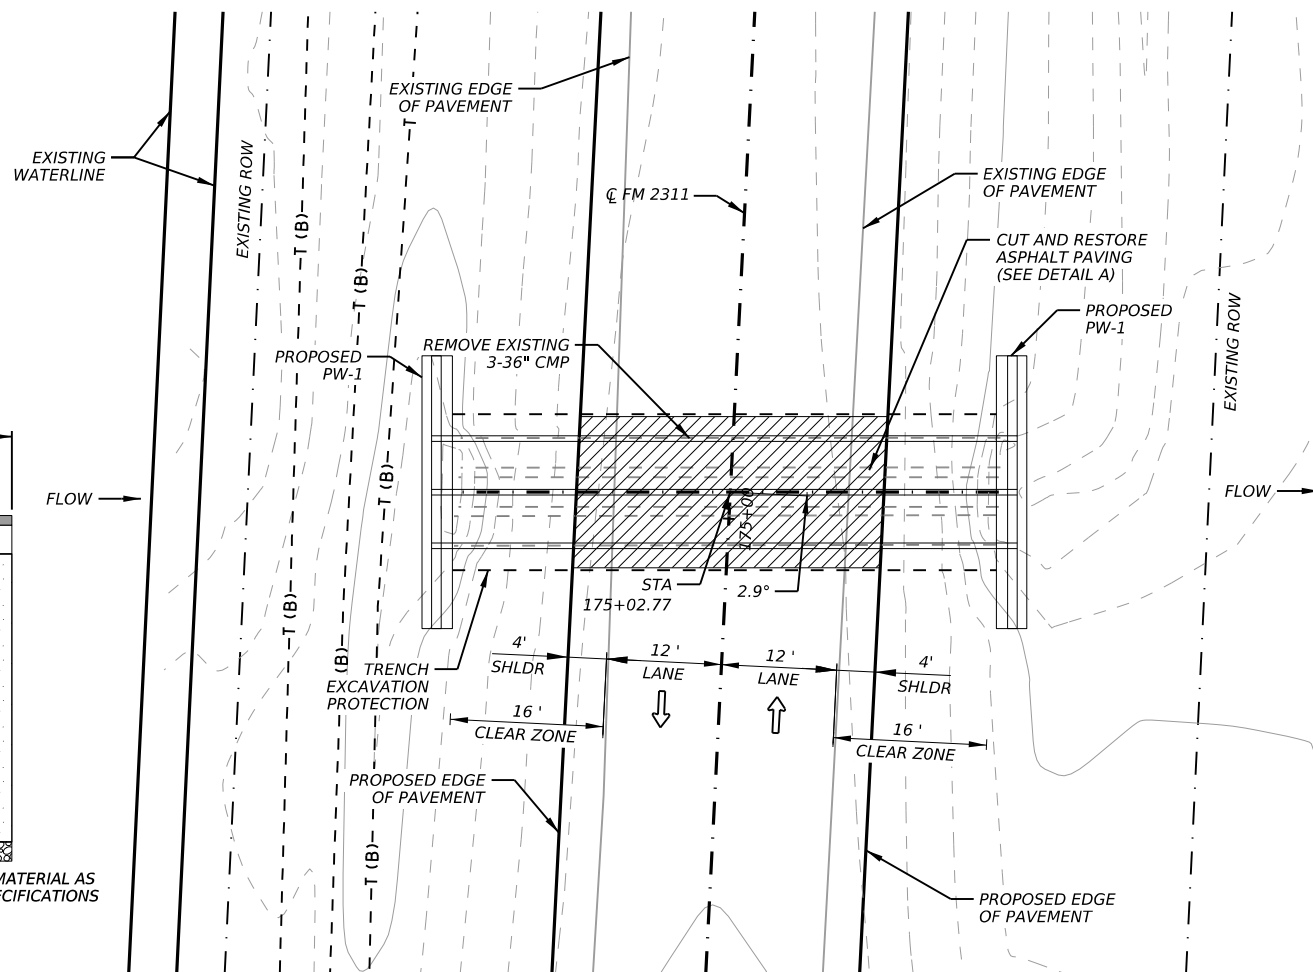 EXISTING EDGE
OF PAVEMENT
EXISTING
WATERLINE
EXISTING ROW
T (B)
T
T (B)
℄ FM 2311
EXISTING EDGE
OF PAVEMENT
CUT AND RESTORE
ASPHALT PAVING
(SEE DETAIL A)
PROPOSED
PW-1
EXISTING ROW
REMOVE EXISTING
3-36" CMP
PROPOSED
PW-1
T (B)
FLOW
FLOW
175+00
STA
175+02.77
2.9°
T (B)
(B)
TRENCH
EXCAVATION
PROTECTION
4'
SHLDR
12 '
LANE
12 '
LANE
4'
SHLDR
16 '
CLEAR ZONE
16 '
CLEAR Z0NE
PROPOSED EDGE
OF PAVEMENT
T (B)
MATERIAL AS
CIFICATIONS
PROPOSED EDGE
OF PAVEMENT